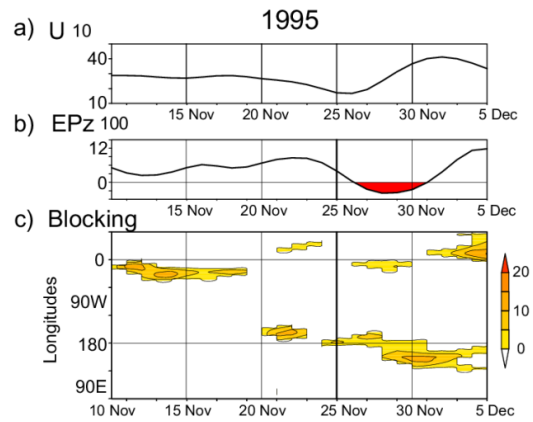 1995
a) U 10
40
10
15 Nov 20 Nov 25 Nov 30 Nov 5 Dec
b) EPz 100
12
0
15 Nov 20 Nov 25 Nov 30 Nov 5 Dec
c) Blocking
Longitudes
0
90W
180
90E
20
10
0
10 Nov 15 Nov 20 Nov 25 Nov 30 Nov 5 Dec